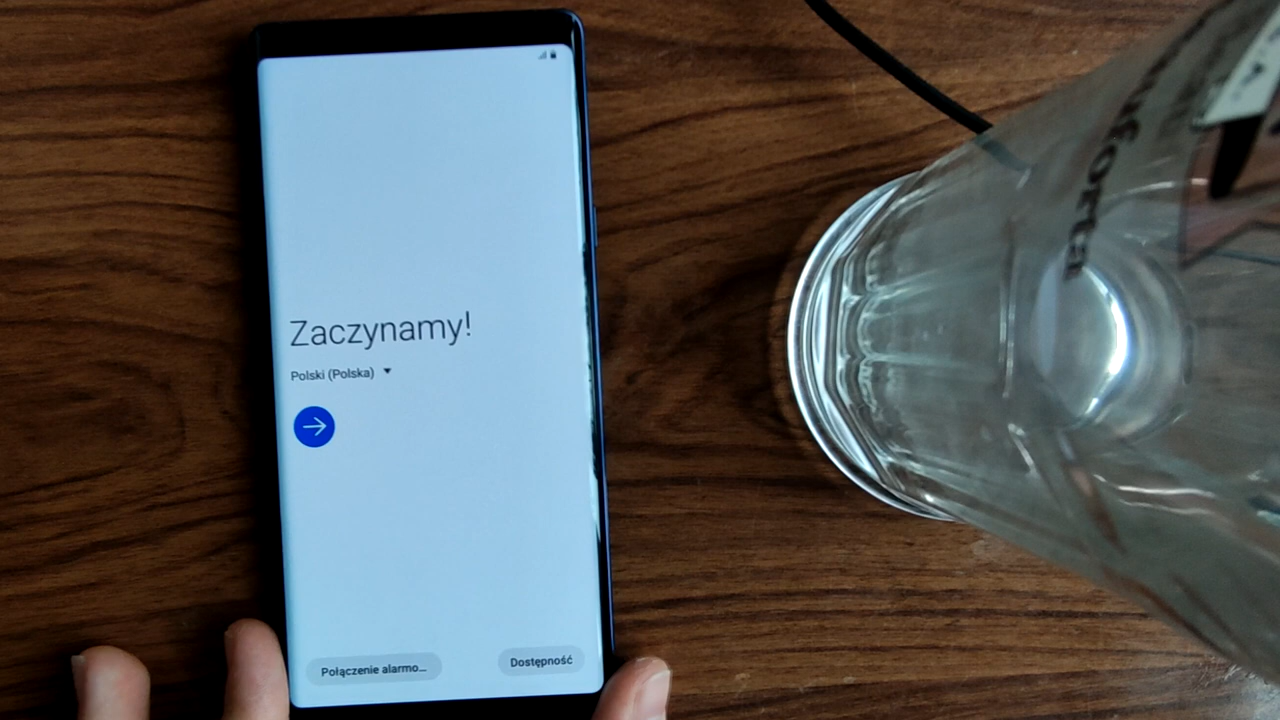 Zaczynamy!
Polski (Polska)
Połączenie alarmo...
Dostępność